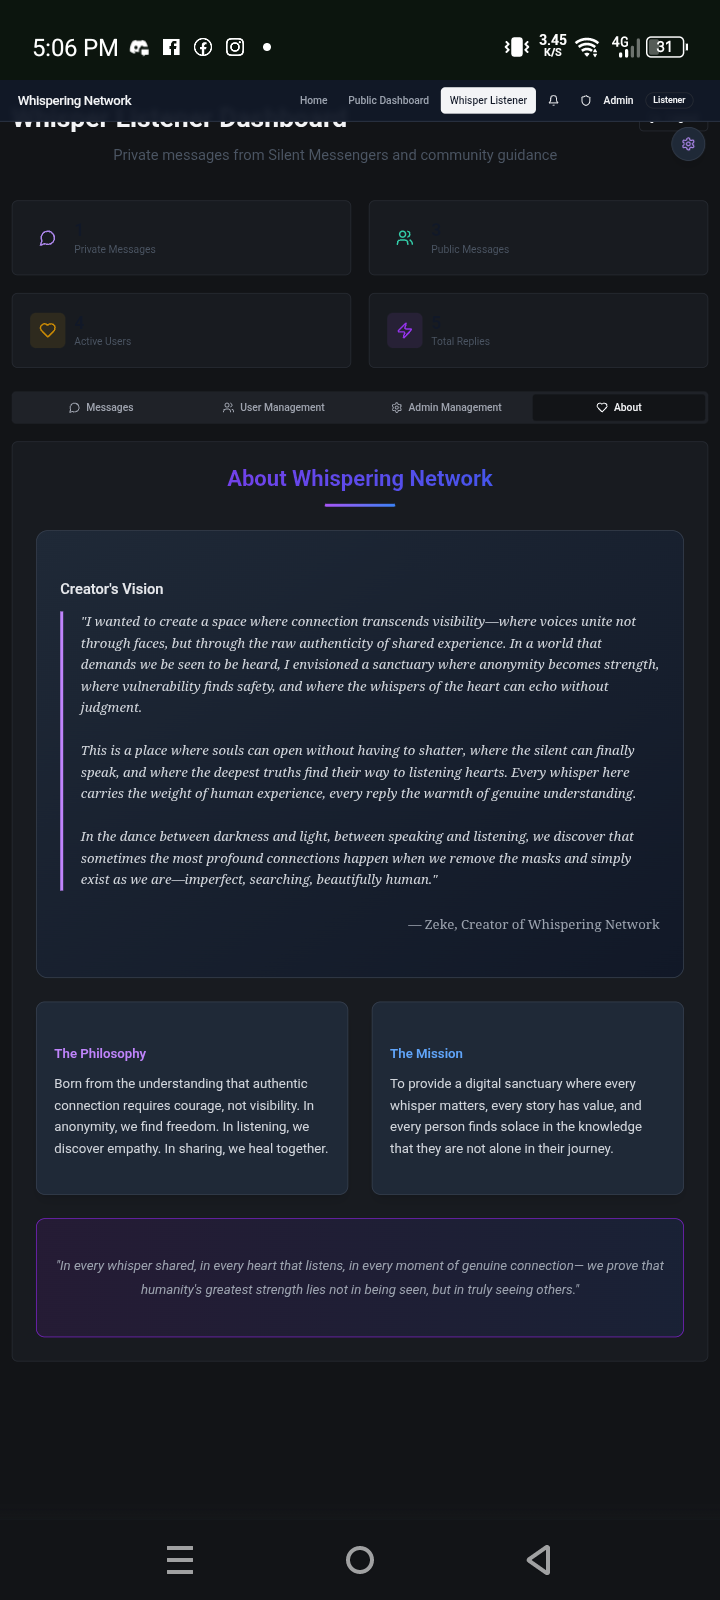 5:06 PM
3.45
K/S
4G
31
Whispering Network
Home
Public Dashboard
Whisper Listener
Admin
Listener
Whisper Listener Dashboard
Private messages from Silent Messengers and community guidance
Private Messages
Public Messages
4
Active Users
Total Replies
Messages
User Management
Admin Management
About
About Whispering Network
Creator's Vision
"I wanted to create a space where connection transcends visibility—where voices unite not
through faces, but through the raw authenticity of shared experience. In a world that
demands we be seen to be heard, I envisioned a sanctuary where anonymity becomes strength,
where vulnerability finds safety, and where the whispers of the heart can echo without
judgment.
This is a place where souls can open without having to shatter, where the silent can finally
speak, and where the deepest truths find their way to listening hearts. Every whisper here
carries the weight of human experience, every reply the warmth of genuine understanding.
In the dance between darkness and light, between speaking and listening, we discover that
sometimes the most profound connections happen when we remove the masks and simply
exist as we are—imperfect, searching, beautifully human."
— Zeke, Creator of Whispering Network
The Philosophy
Born from the understanding that authentic
connection requires courage, not visibility. In
anonymity, we find freedom. In listening, we
discover empathy. In sharing, we heal together.
The Mission
To provide a digital sanctuary where every
whisper matters, every story has value, and
every person finds solace in the knowledge
that they are not alone in their journey.
"In every whisper shared, in every heart that listens, in every moment of genuine connection— we prove that
humanity's greatest strength lies not in being seen, but in truly seeing others."